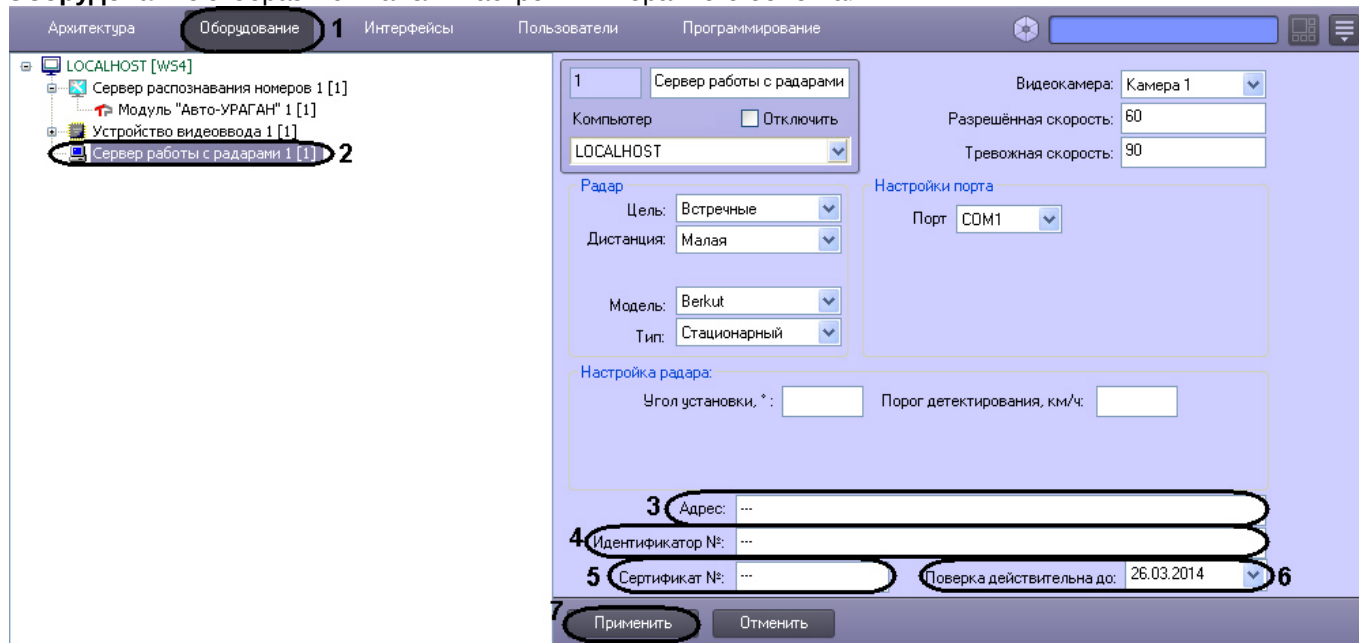 Архитектура Оборудование 1 Интерфейсы Пользователи Программирование
LOCALHOST [WS4]
Сервер распознавания номеров 1 [1]
Модуль "Авто-УРАГАН" 1 [1]
Устройство видеоввода 1 [1]
Сервер работы с радарами 1 [1] 2
1 Сервер работы с радарами
Компьютер Отключить
LOCALHOST
Видеокамера: Камера 1
Разрешённая скорость: 60
Тревожная скорость: 90
Радар
Цель: Встречные
Дистанция: Малая
Модель: Berkut
Тип: Стационарный
Настройки порта
Порт COM1
Настройка радара:
Угол установки, ° : Порог детектирования, км/ч:
3 Адрес: ---
4 Идентификатор №: ---
5 Сертификат №: --- Поверка действительна до: 26.03.2014 6
7 Применить Отменить